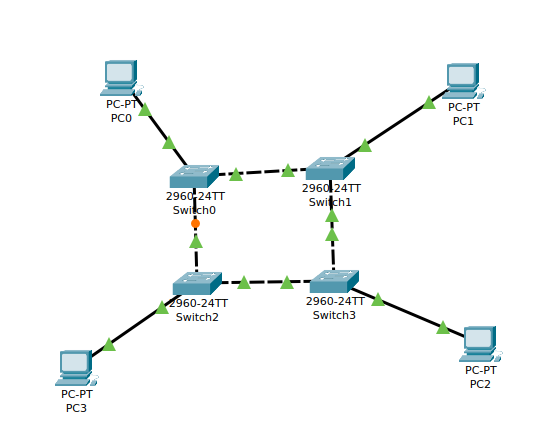 PC-PT
PC0
PC-PT
PC1
2960-24TT
Switch0
2960-24TT
Switch1
2960-24TT
Switch2
2960-24TT
Switch3
PC-PT
PC2
PC-PT
PC3